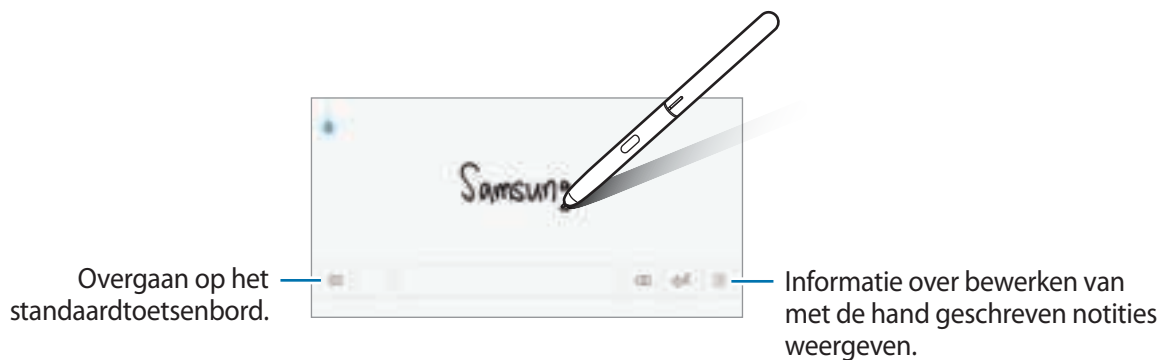 Samsung
Overgaan op het
standaardtoetsenbord.
Informatie over bewerken van
met de hand geschreven notities
weergeven.